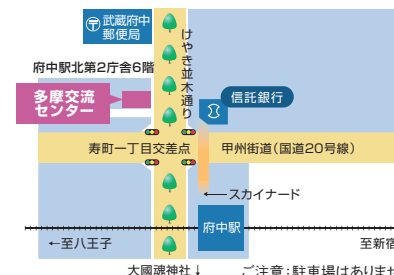 武蔵府中
郵便局
けやき並木通り
府中駅北第2庁舎6階
多摩交流
センター
信託銀行
寿町一丁目交差点
甲州街道(国道20号線)
←スカイナード
府中駅
←至八王子
至新宿
大國魂神社↓
ご注意:駐車場はありませ